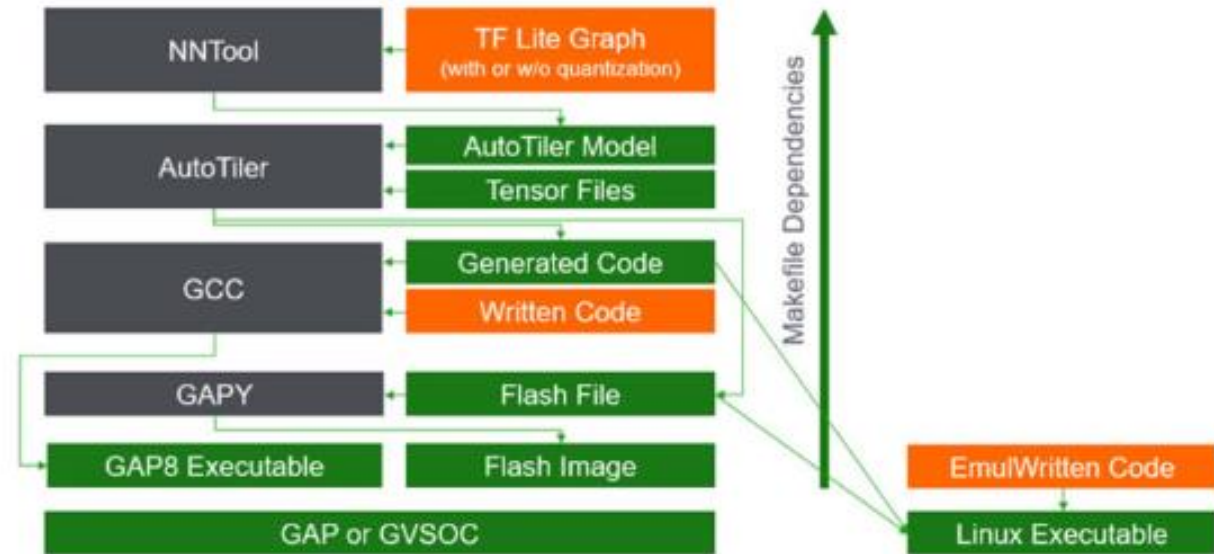 NNTool
TF Lite Graph
(with or w/o quantization)
AutoTiler
AutoTiler Model
Tensor Files
GCC
Generated Code
Written Code
GAPY
Flash File
GAP8 Executable
Flash Image
GAP or GVSOC
Makefile Dependencies
EmulWritten Code
Linux Executable